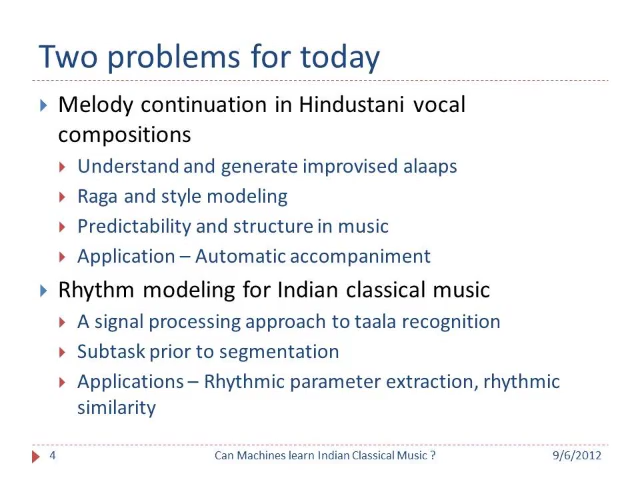 Two problems for today
Melody continuation in Hindustani vocal
compositions
Understand and generate improvised alaaps
Raga and style modeling
Predictability and structure in music
Application – Automatic accompaniment
Rhythm modeling for Indian classical music
A signal processing approach to taala recognition
Subtask prior to segmentation
Applications – Rhythmic parameter extraction, rhythmic
similarity
4 Can Machines learn Indian Classical Music ? 9/6/2012